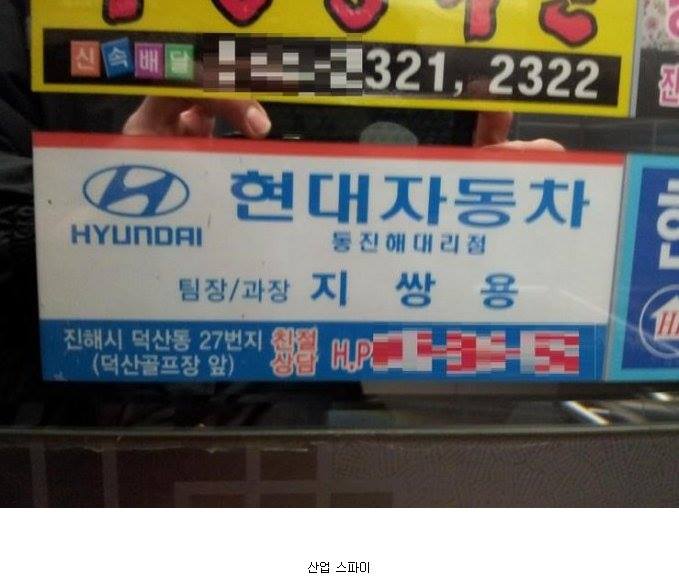 신속배달 321, 2322
HYUNDAI 현대자동차
동진해대리점
팀장/과장 지 쌍 용
진해시 덕산동 27번지
(덕산골프장 앞)
친절
상담 H,P
산업 스파이